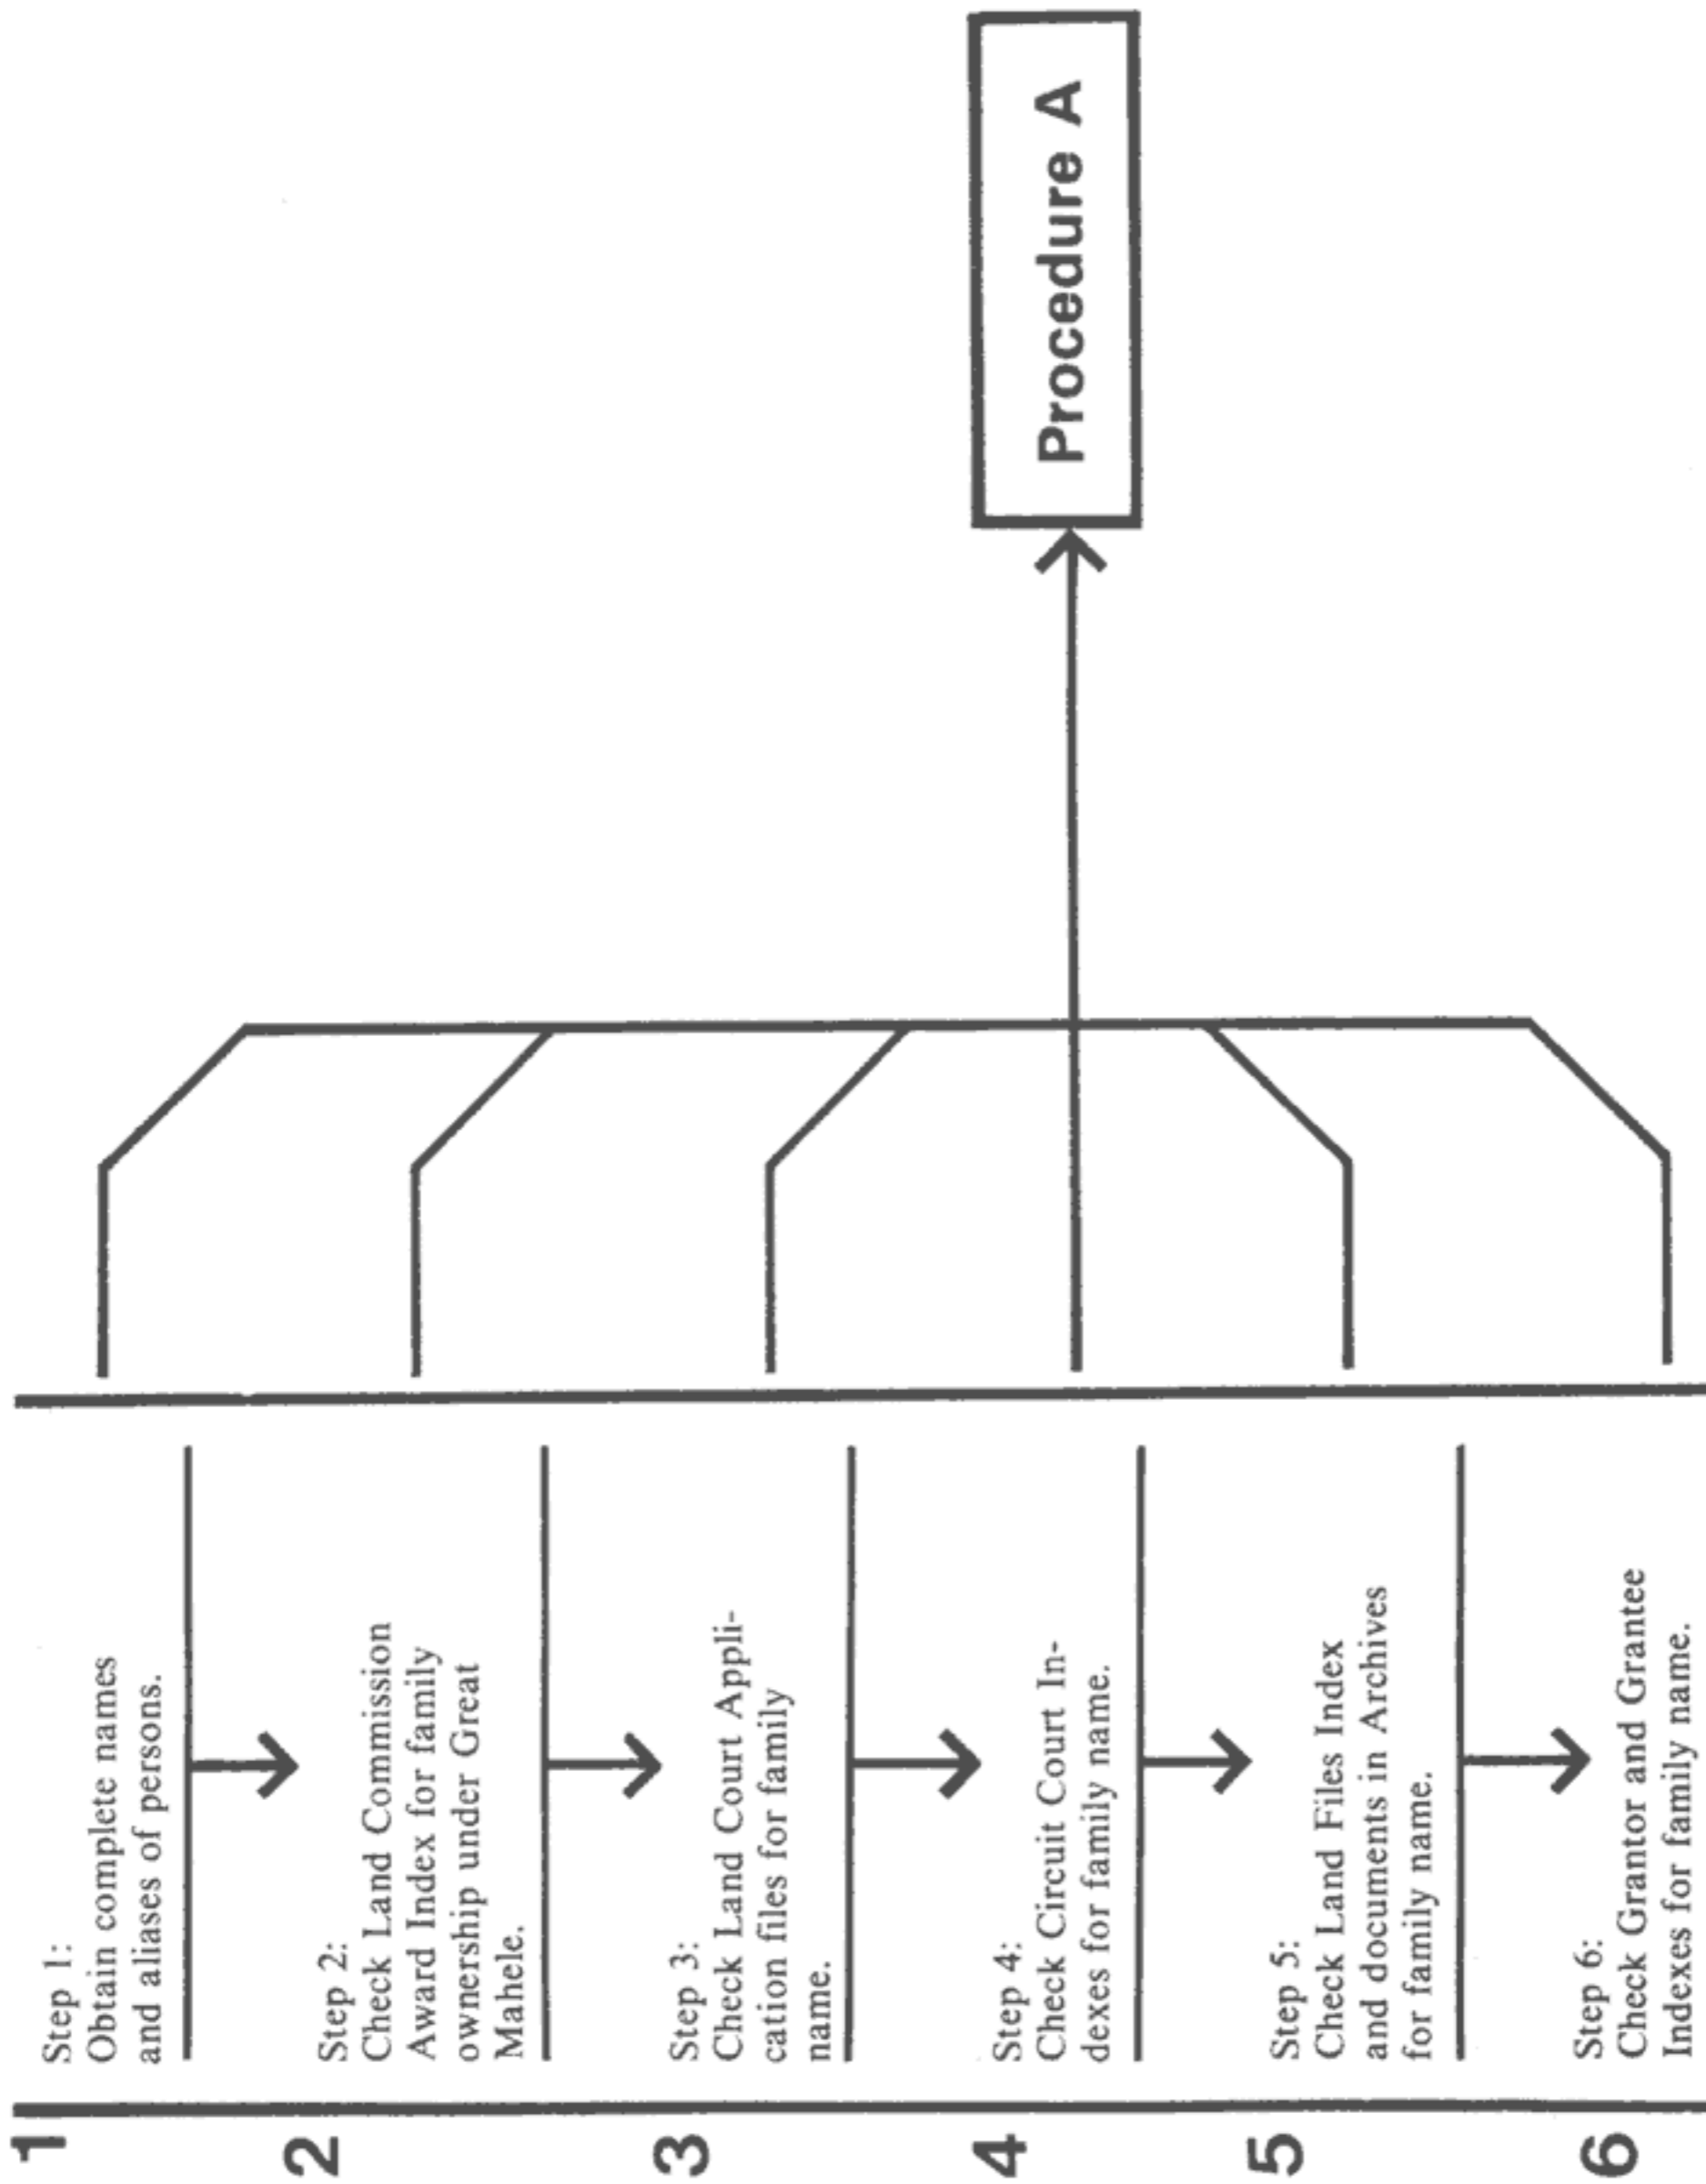 1
Step 1:
Obtain complete names
and aliases of persons.
2
Step 2:
Check Land Commission
Award Index for family
ownership under Great
Mahele.
3
Step 3:
Check Land Court Appli-
cation files for family
name.
4
Step 4:
Check Circuit Court In-
dexes for family name.
5
Step 5:
Check Land Files Index
and documents in Archives
for family name.
6
Step 6:
Check Grantor and Grantee
Indexes for family name.
Procedure A